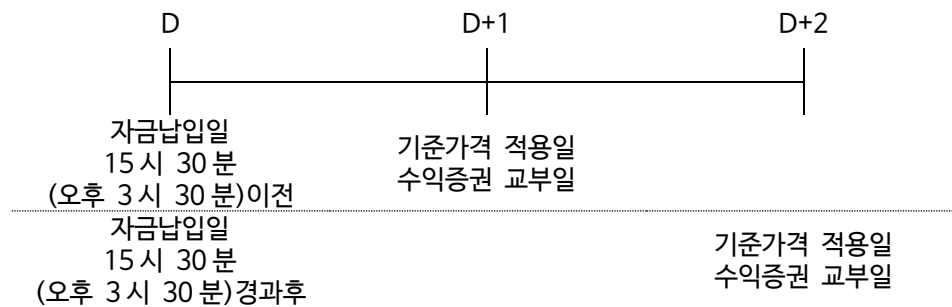 D D+1 D+2
자금납입일
15시 30분
(오후 3시 30분)이전
기준가격 적용일
수익증권 교부일
자금납입일
15시 30분
(오후 3시 30분)경과후
기준가격 적용일
수익증권 교부일